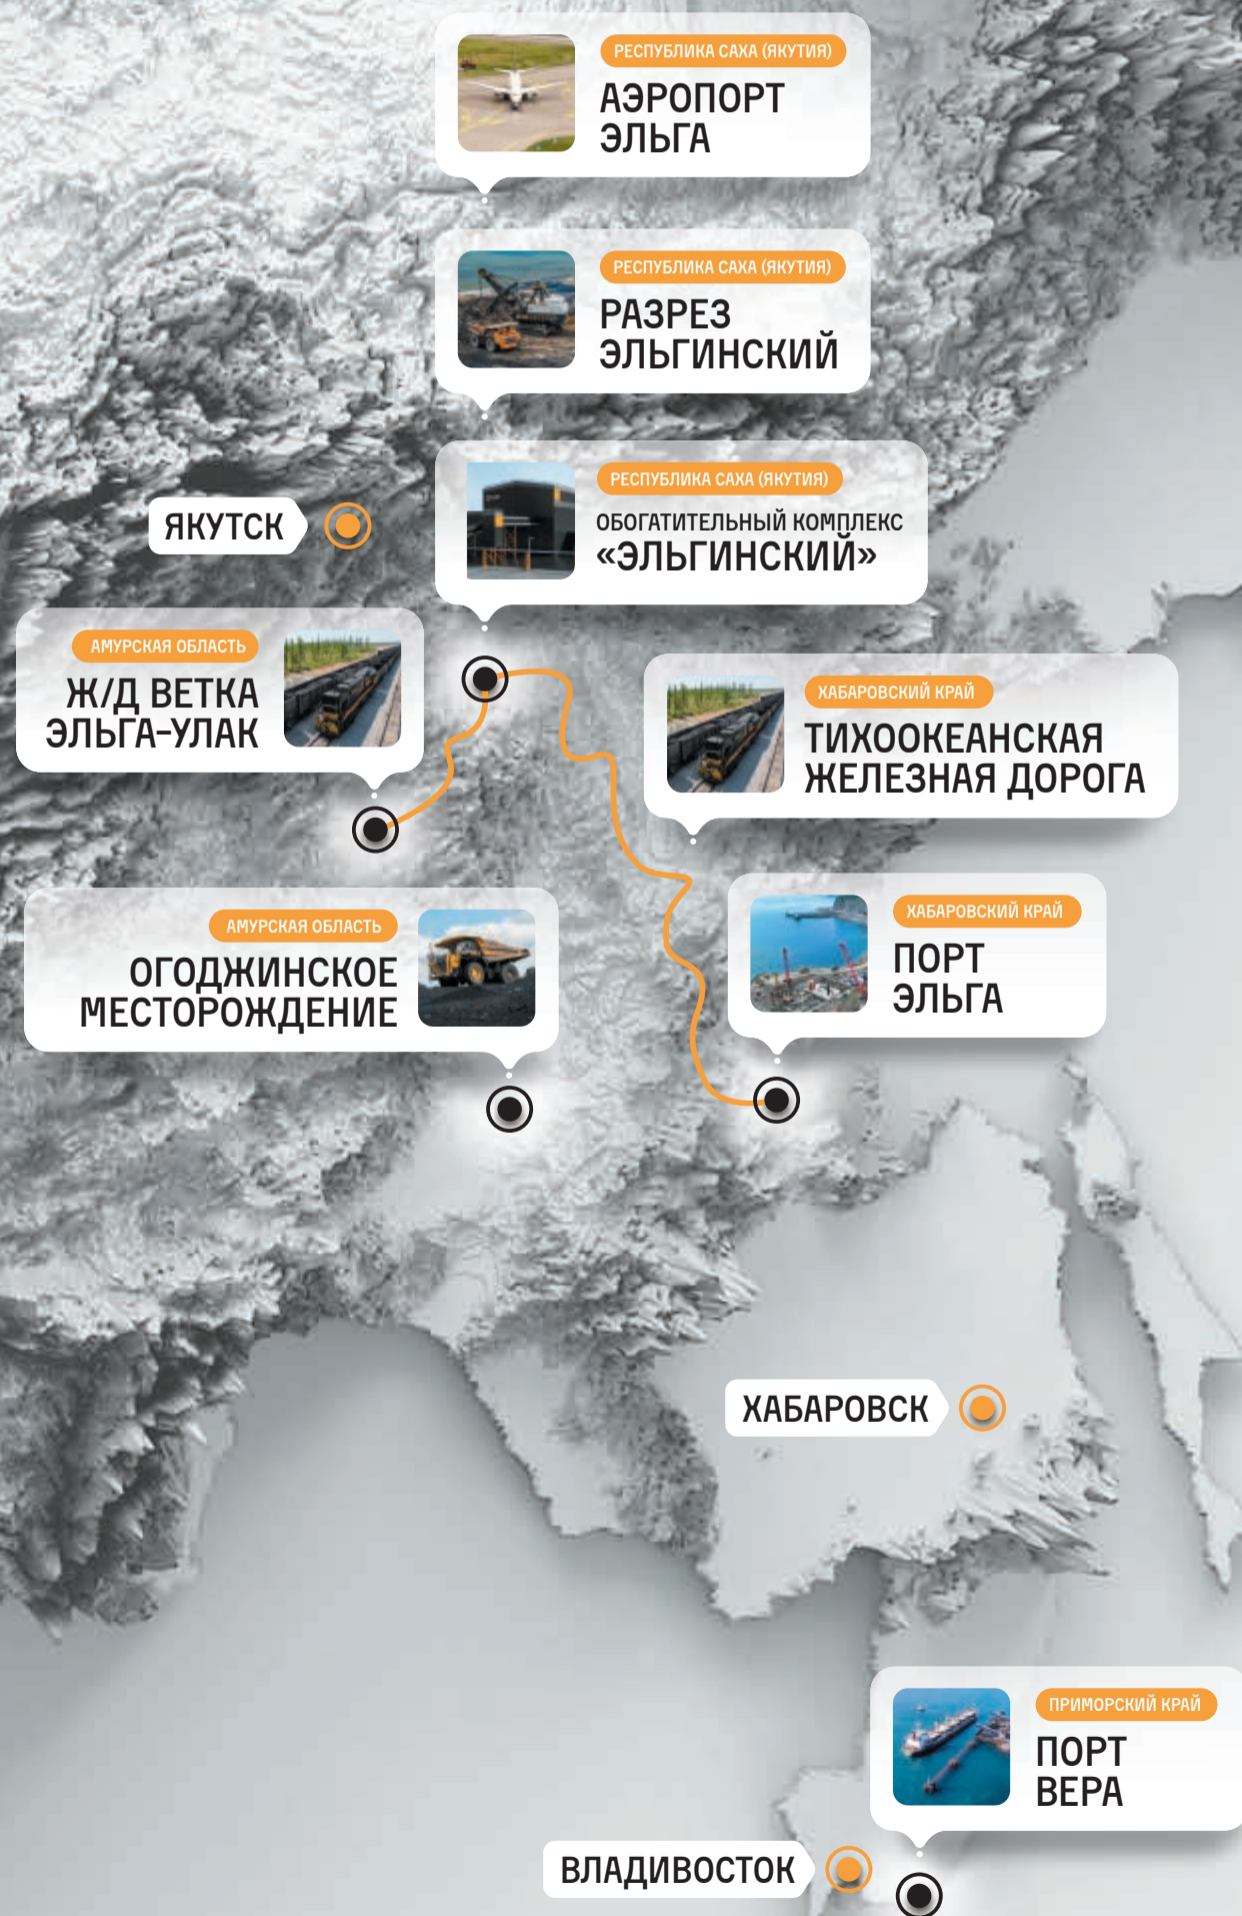 РЕСПУБЛИКА САХА (ЯКУТИЯ)
АЭРОПОРТ
ЭЛЬГА
РЕСПУБЛИКА САХА (ЯКУТИЯ)
РАЗРЕЗ
ЭЛЬГИНСКИЙ
РЕСПУБЛИКА САХА (ЯКУТИЯ)
ОБОГАТИТЕЛЬНЫЙ КОМПЛЕКС
«ЭЛЬГИНСКИЙ»
ЯКУТСК
АМУРСКАЯ ОБЛАСТЬ
Ж/Д ВЕТКА
ЭЛЬГА-УЛАК
ХАБАРОВСКИЙ КРАЙ
ТИХООКЕАНСКАЯ
ЖЕЛЕЗНАЯ ДОРОГА
АМУРСКАЯ ОБЛАСТЬ
ОГОДЖИНСКОЕ
МЕСТОРОЖДЕНИЕ
ХАБАРОВСКИЙ КРАЙ
ПОРТ
ЭЛЬГА
ХАБАРОВСК
ПРИМОРСКИЙ КРАЙ
ПОРТ
ВЕРА
ВЛАДИВОСТОК